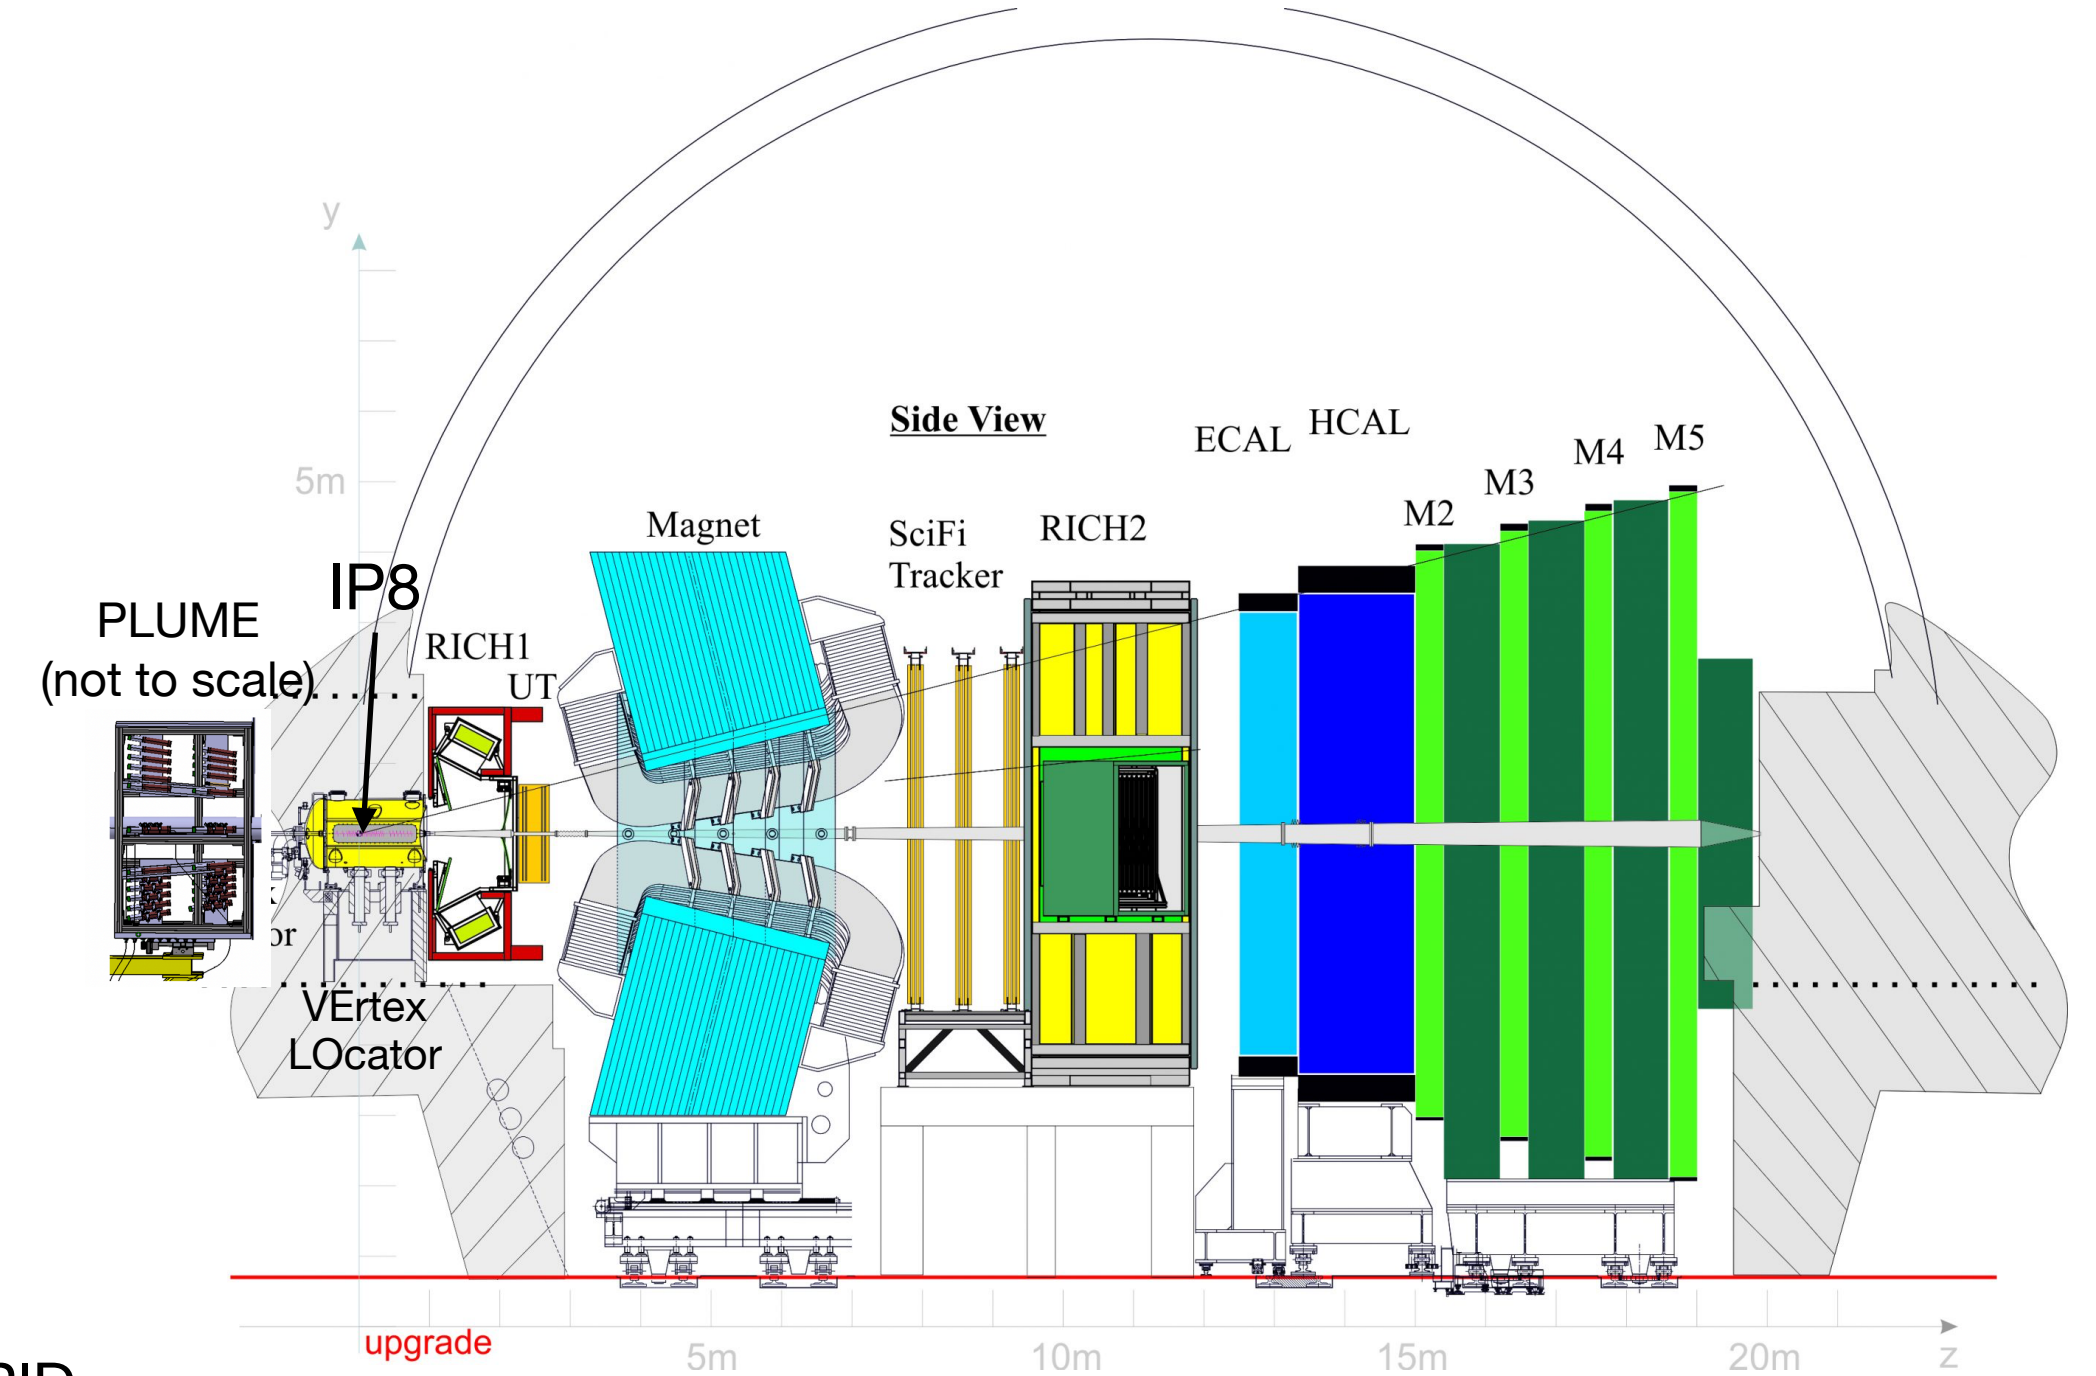 y
Side View
ECAL
HCAL
M5
M4
M3
M2
5m
Magnet
SciFi
Tracker
RICH2
IP8
PLUME
(not to scale)
RICH1
UT
or
VErtex
LOcator
upgrade
5m
10m
15m
20m
z